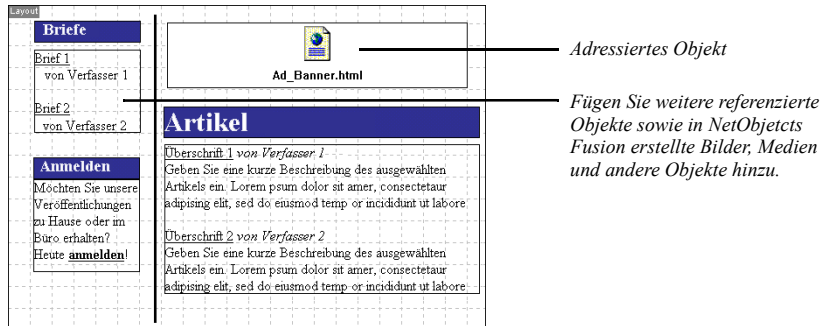 Layout
Briefe
Brief 1
von Verfasser 1
Brief 2
von Verfasser 2
Anmelden
Möchten Sie unsere
Veröffentlichungen
zu Hause oder im
Büro erhalten?
Heute anmelden!
Ad_Banner.html
Artikel
Überschrift 1 von Verfasser 1
Geben Sie eine kurze Beschreibung des ausgewählten
Artikels ein. Lorem psum dolor sit amer, consectetaur
adipising elit, sed do eiusmod temp or incididunt ut labore
Überschrift 2 von Verfasser 2
Geben Sie eine kurze Beschreibung des ausgewählten
Artikels ein. Lorem psum dolor sit amer, consectetaur
adipising elit, sed do eiusmod temp or incididunt ut labore
Adressiertes Objekt
Fügen Sie weitere referenzierte
Objekte sowie in NetObjetcts
Fusion erstellte Bilder, Medien
und andere Objekte hinzu.